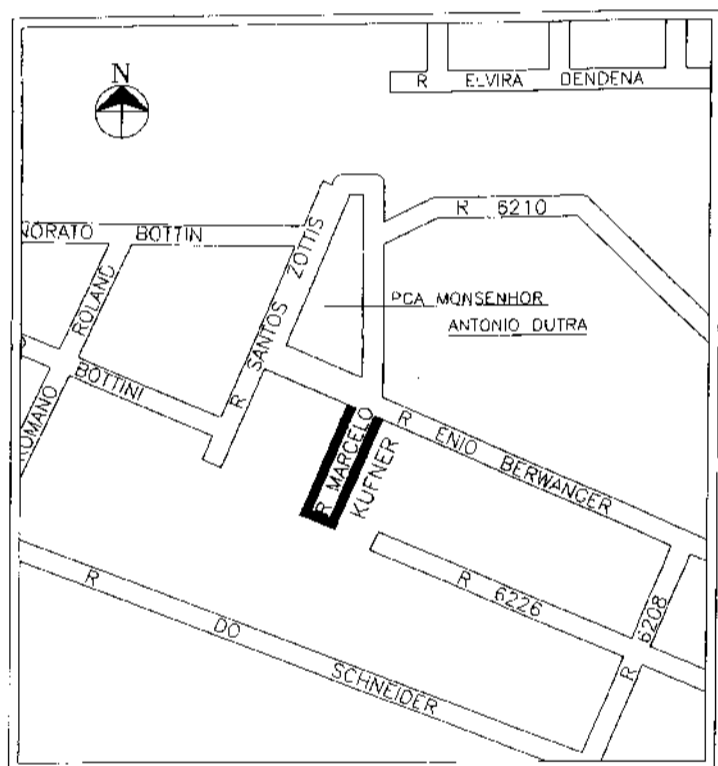 N
R ELVIRA DENDENA
R 6210
NORATO BOTTIN
ROLAND
R SANTOS ZOTTIS
PCA MONSENHOR
ANTONIO DUTRA
BOTTINI
ROMANO
R MARCELO
KUFNER
R ENIO BERWANGER
R 6226
R 6208
R DO SCHNEIDER